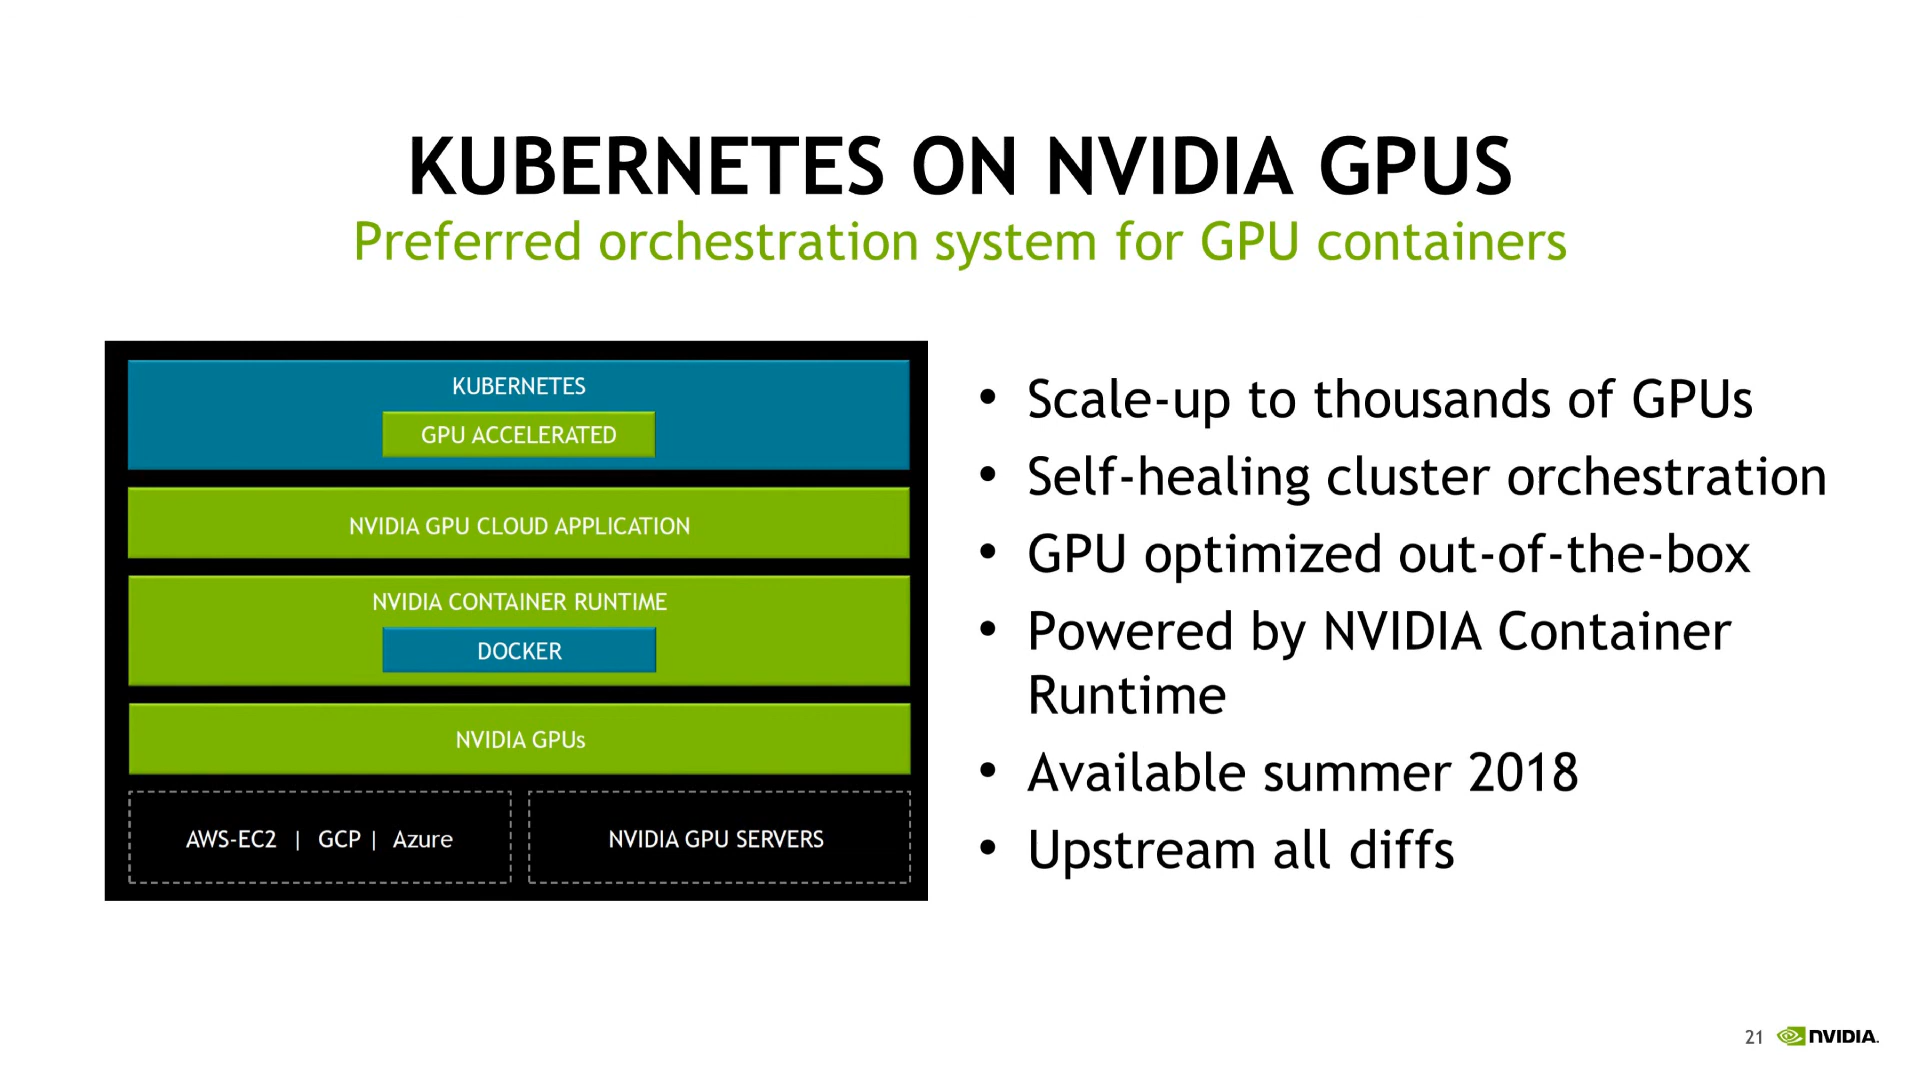 KUBERNETES ON NVIDIA GPUS
Preferred orchestration system for GPU containers
KUBERNETES
GPU ACCELERATED
NVIDIA GPU CLOUD APPLICATION
NVIDIA CONTAINER RUNTIME
DOCKER
NVIDIA GPUs
AWS-EC2 | GCP | Azure
NVIDIA GPU SERVERS
• Scale-up to thousands of GPUs
• Self-healing cluster orchestration
• GPU optimized out-of-the-box
• Powered by NVIDIA Container
Runtime
• Available summer 2018
• Upstream all diffs
21 NVIDIA.